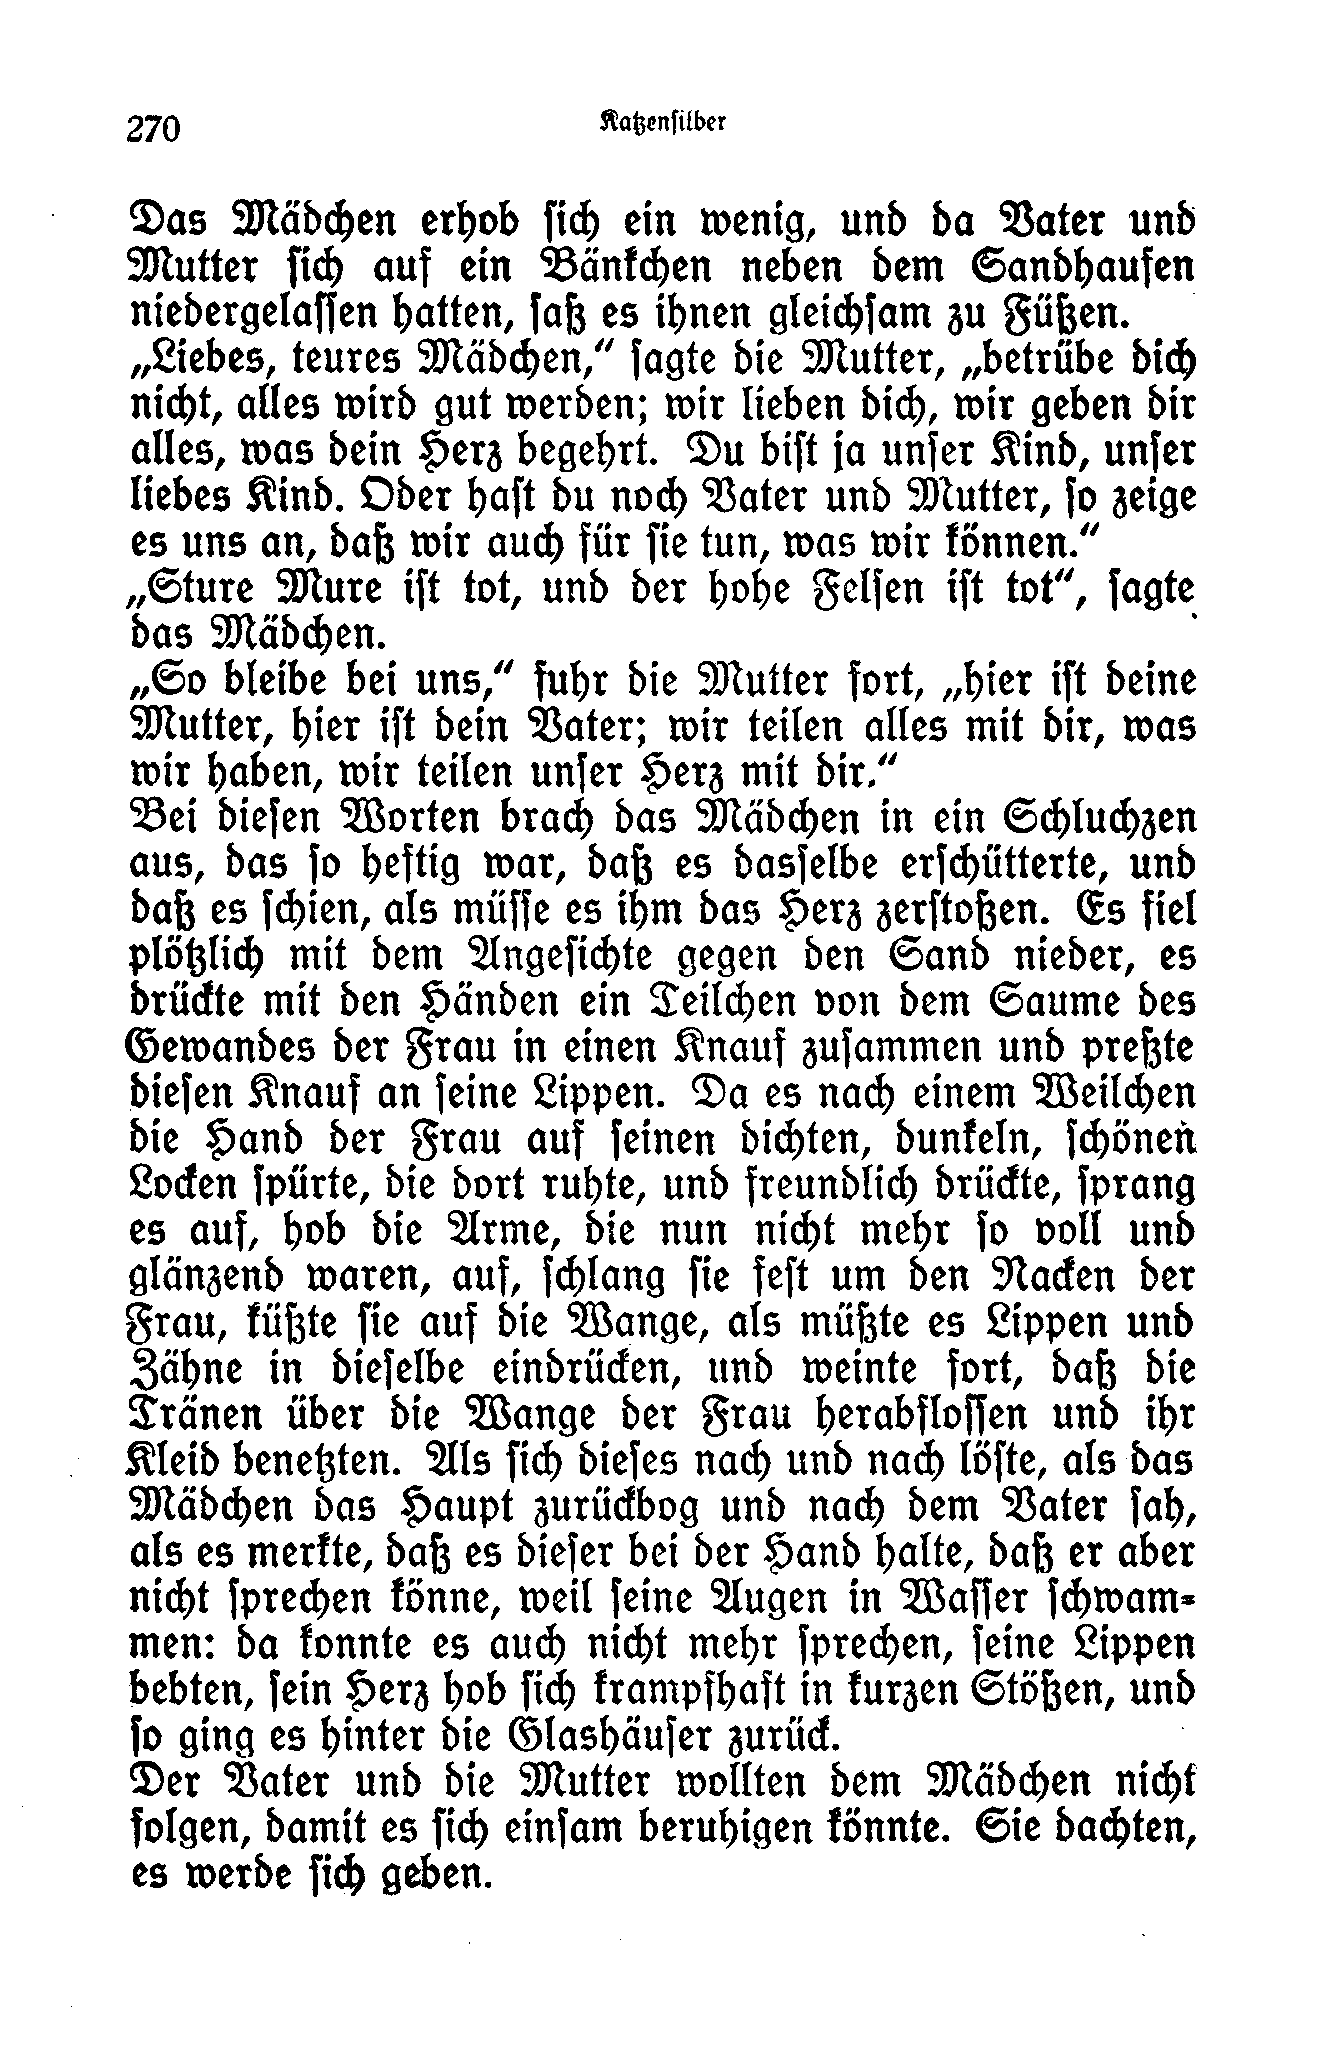 270 Katzenſilber
Das Mädchen erhob ſich ein wenig, und da Vater und
Mutter ſich auf ein Bänkchen neben dem Sandhaufen
niedergelaſſen hatten, ſaß es ihnen gleichſam zu Füßen.
„Liebes, teures Mädchen,“ ſagte die Mutter, „betrübe dich
nicht, alles wird gut werden; wir lieben dich, wir geben dir
alles, was dein Herz begehrt. Du biſt ja unſer Kind, unſer
liebes Kind. Oder haſt du noch Vater und Mutter, ſo zeige
es uns an, daß wir auch für ſie tun, was wir können.“
„Sture Mure iſt tot, und der hohe Felſen iſt tot“, ſagte
das Mädchen.
„So bleibe bei uns,“ fuhr die Mutter fort, „hier iſt deine
Mutter, hier iſt dein Vater; wir teilen alles mit dir, was
wir haben, wir teilen unſer Herz mit dir.“
Bei dieſen Worten brach das Mädchen in ein Schluchzen
aus, das ſo heftig war, daß es dasſelbe erſchütterte, und
daß es ſchien, als müſſe es ihm das Herz zerſtoßen. Es fiel
plötzlich mit dem Angeſichte gegen den Sand nieder, es
drückte mit den Händen ein Teilchen von dem Saume des
Gewandes der Frau in einen Knauf zuſammen und preßte
dieſen Knauf an ſeine Lippen. Da es nach einem Weilchen
die Hand der Frau auf ſeinen dichten, dunkeln, ſchönen
Locken ſpürte, die dort ruhte, und freundlich drückte, ſprang
es auf, hob die Arme, die nun nicht mehr ſo voll und
glänzend waren, auf, ſchlang ſie feſt um den Nacken der
Frau, küßte ſie auf die Wange, als müßte es Lippen und
Zähne in dieſelbe eindrücken, und weinte fort, daß die
Tränen über die Wange der Frau herabfloſſen und ihr
Kleid benetzten. Als ſich dieſes nach und nach löſte, als das
Mädchen das Haupt zurückbog und nach dem Vater ſah,
als es merkte, daß es dieſer bei der Hand halte, daß er aber
nicht ſprechen könne, weil ſeine Augen in Waſſer ſchwam-
men: da konnte es auch nicht mehr ſprechen, ſeine Lippen
bebten, ſein Herz hob ſich krampfhaft in kurzen Stößen, und
ſo ging es hinter die Glashäuſer zurück.
Der Vater und die Mutter wollten dem Mädchen nicht
folgen, damit es ſich einſam beruhigen könnte. Sie dachten,
es werde ſich geben.